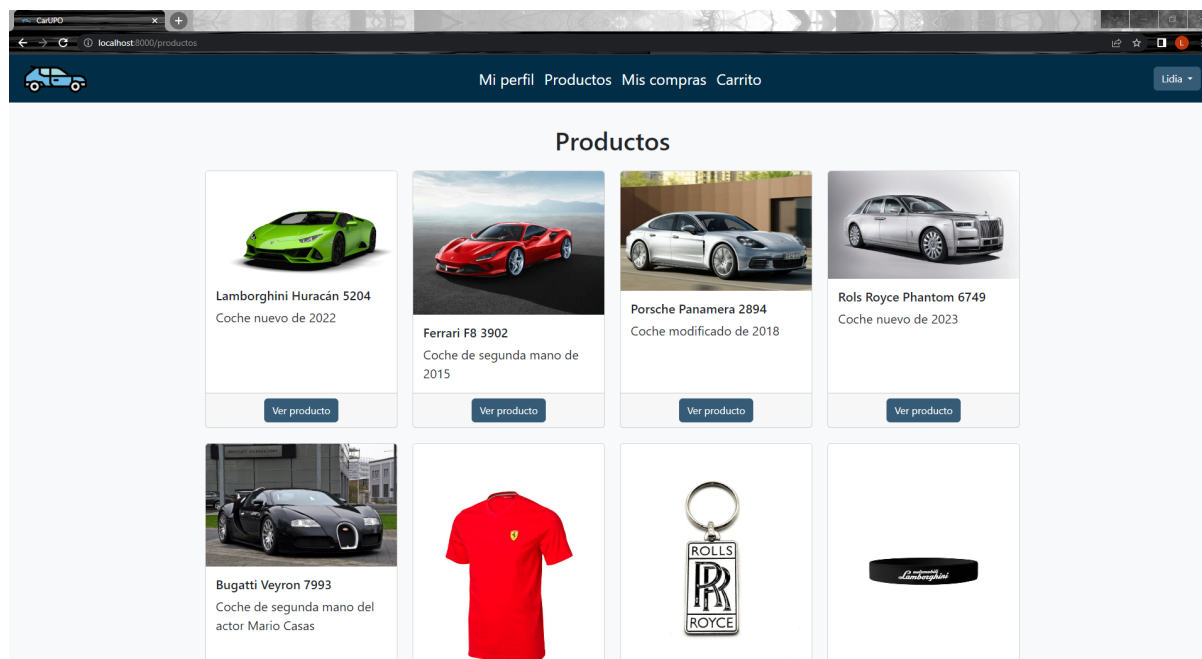 CarUPO
localhost:8000/productos
L
Mi perfil Productos Mis compras Carrito
Lidia
Productos
Lamborghini Huracán 5204
Coche nuevo de 2022
Ver producto
Ferrari F8 3902
Coche de segunda mano de
2015
Ver producto
Porsche Panamera 2894
Coche modificado de 2018
Ver producto
Rols Royce Phantom 6749
Coche nuevo de 2023
Ver producto
Bugatti Veyron 7993
Coche de segunda mano del
actor Mario Casas
ROLLS
RR
ROYCE
automobili
Lamborghini